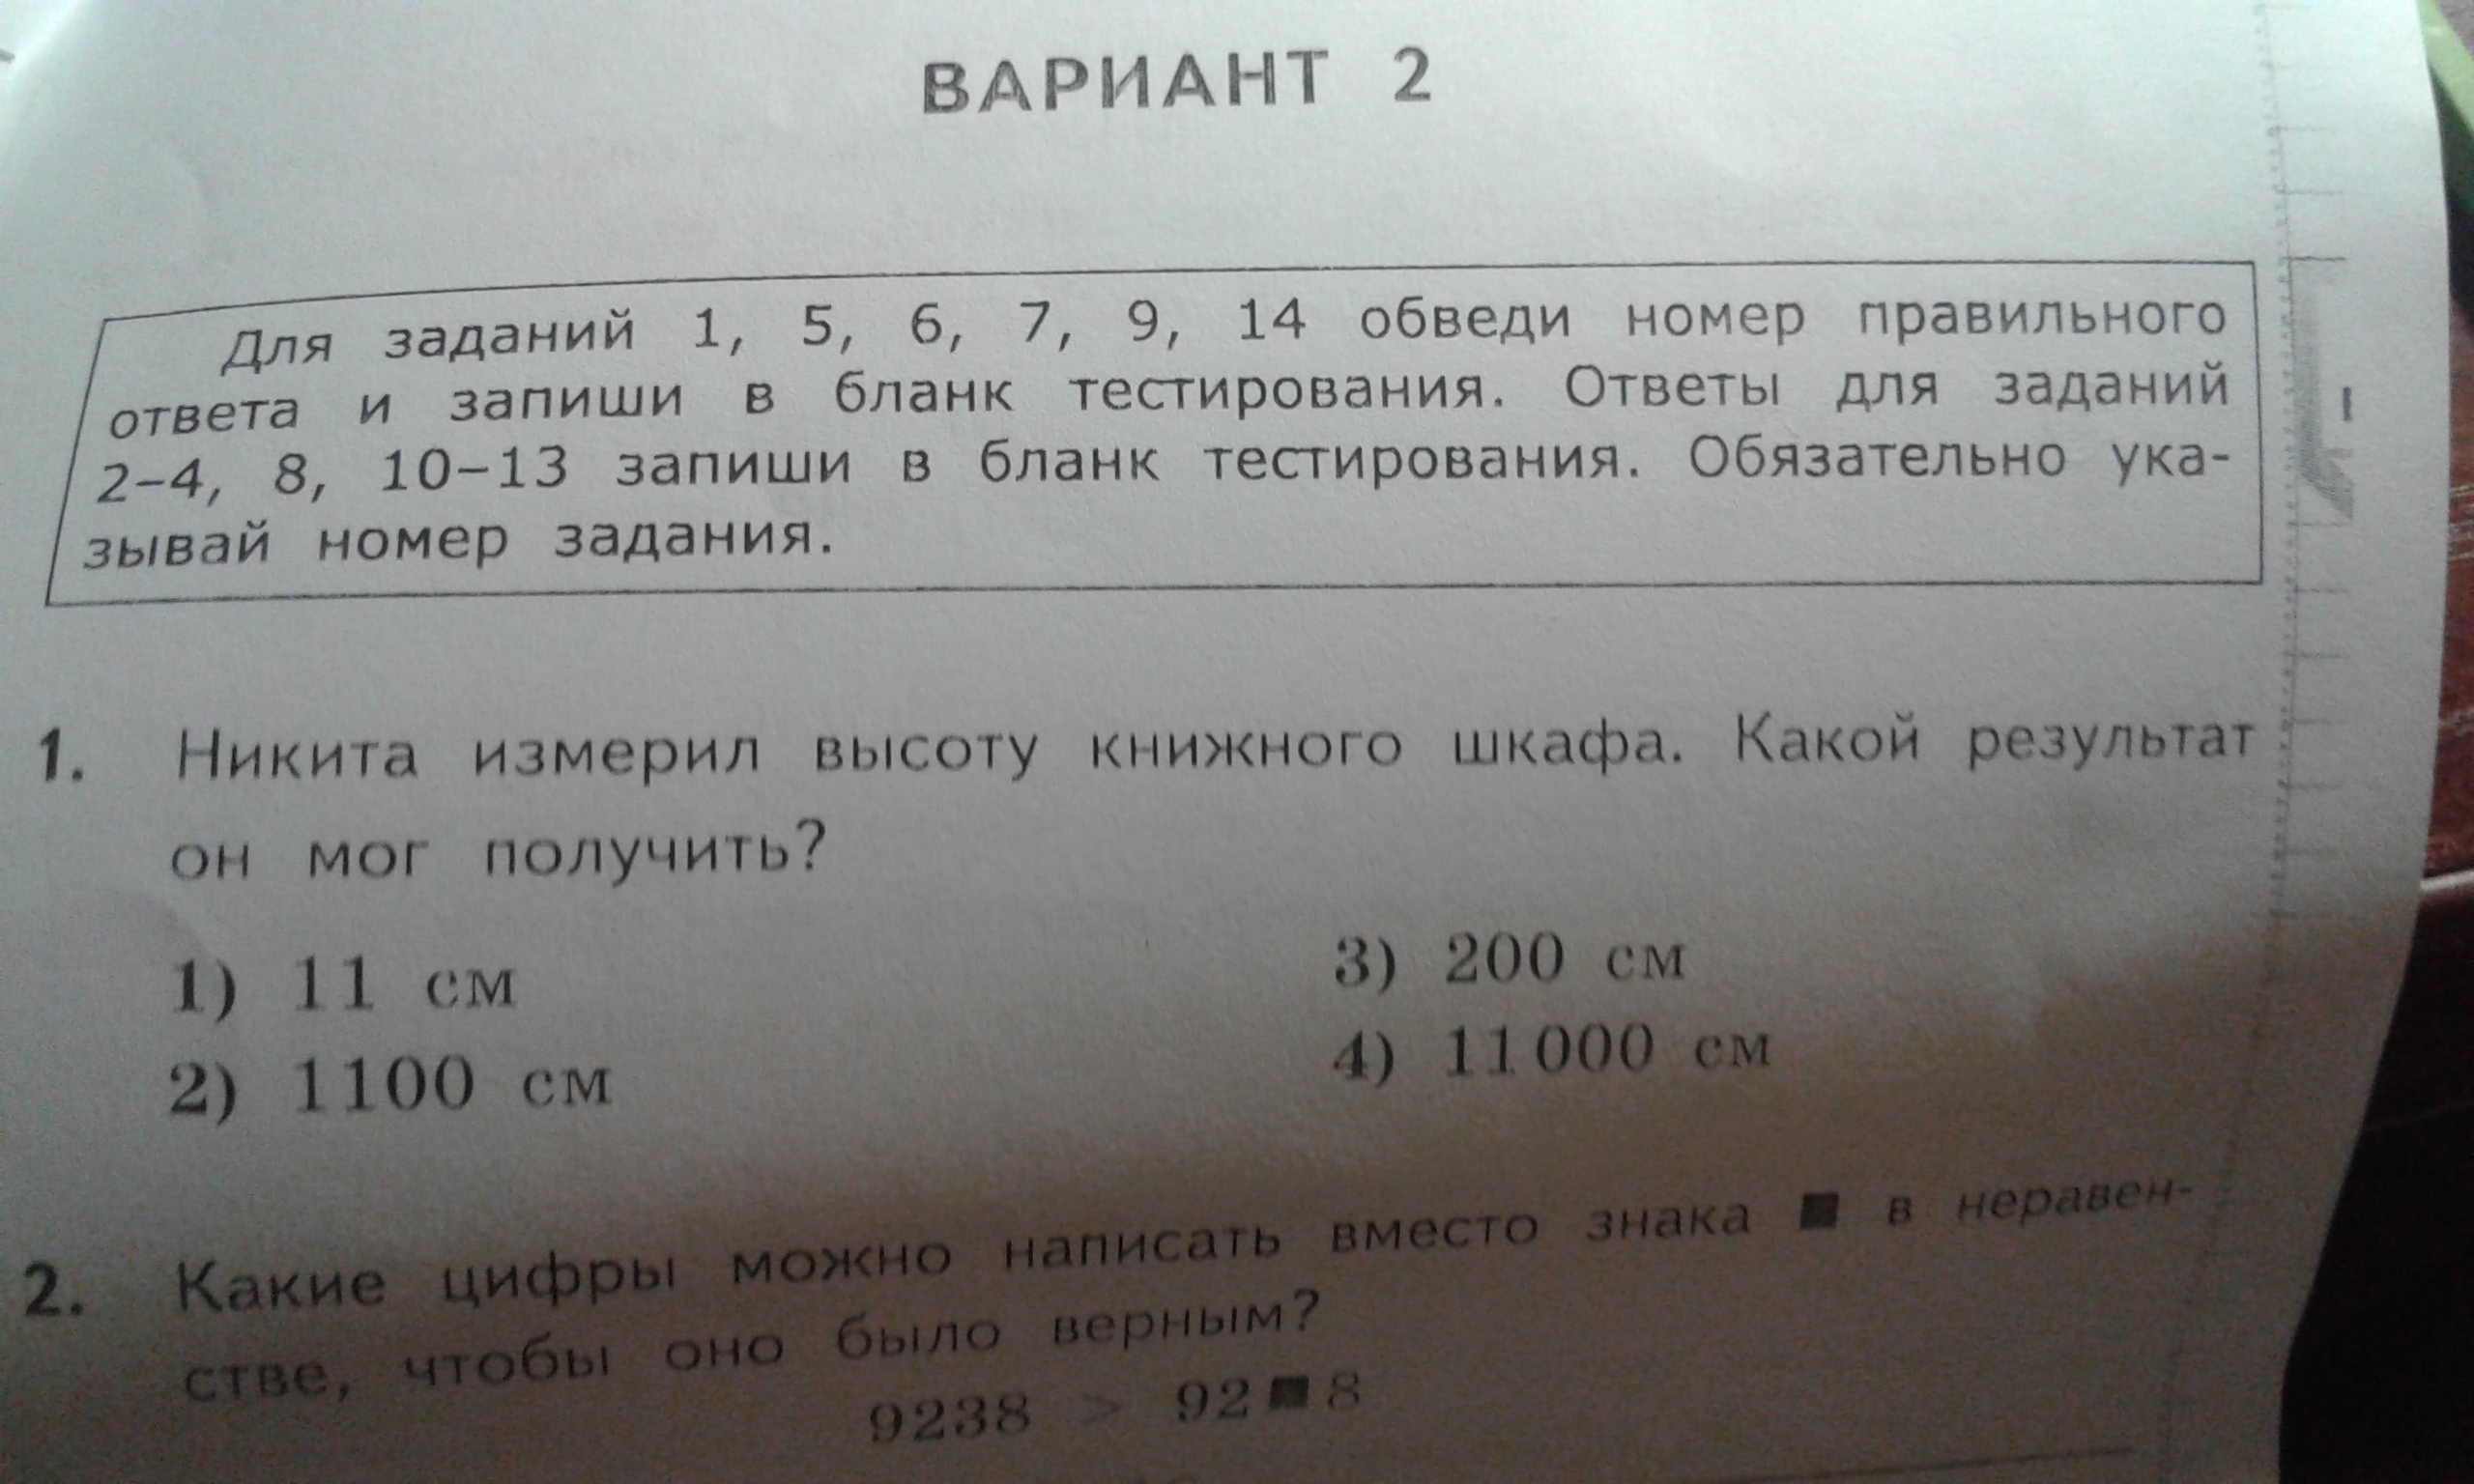 ВАРИАНТ 2
Для заданий 1, 5, 6, 7, 9, 14 обведи номер правильного
ответа и запиши в бланк тестирования. Ответы для заданий
2–4, 8, 10–13 запиши в бланк тестирования. Обязательно ука-
зывай номер задания.
1. Никита измерил высоту книжного шкафа. Какой результат
он мог получить?
1) 11 см
2) 1100 см
3) 200 см
4) 11 000 см
2. Какие цифры можно написать вместо знака ■ в неравен-
стве, чтобы оно было верным?
9238 > 92■8